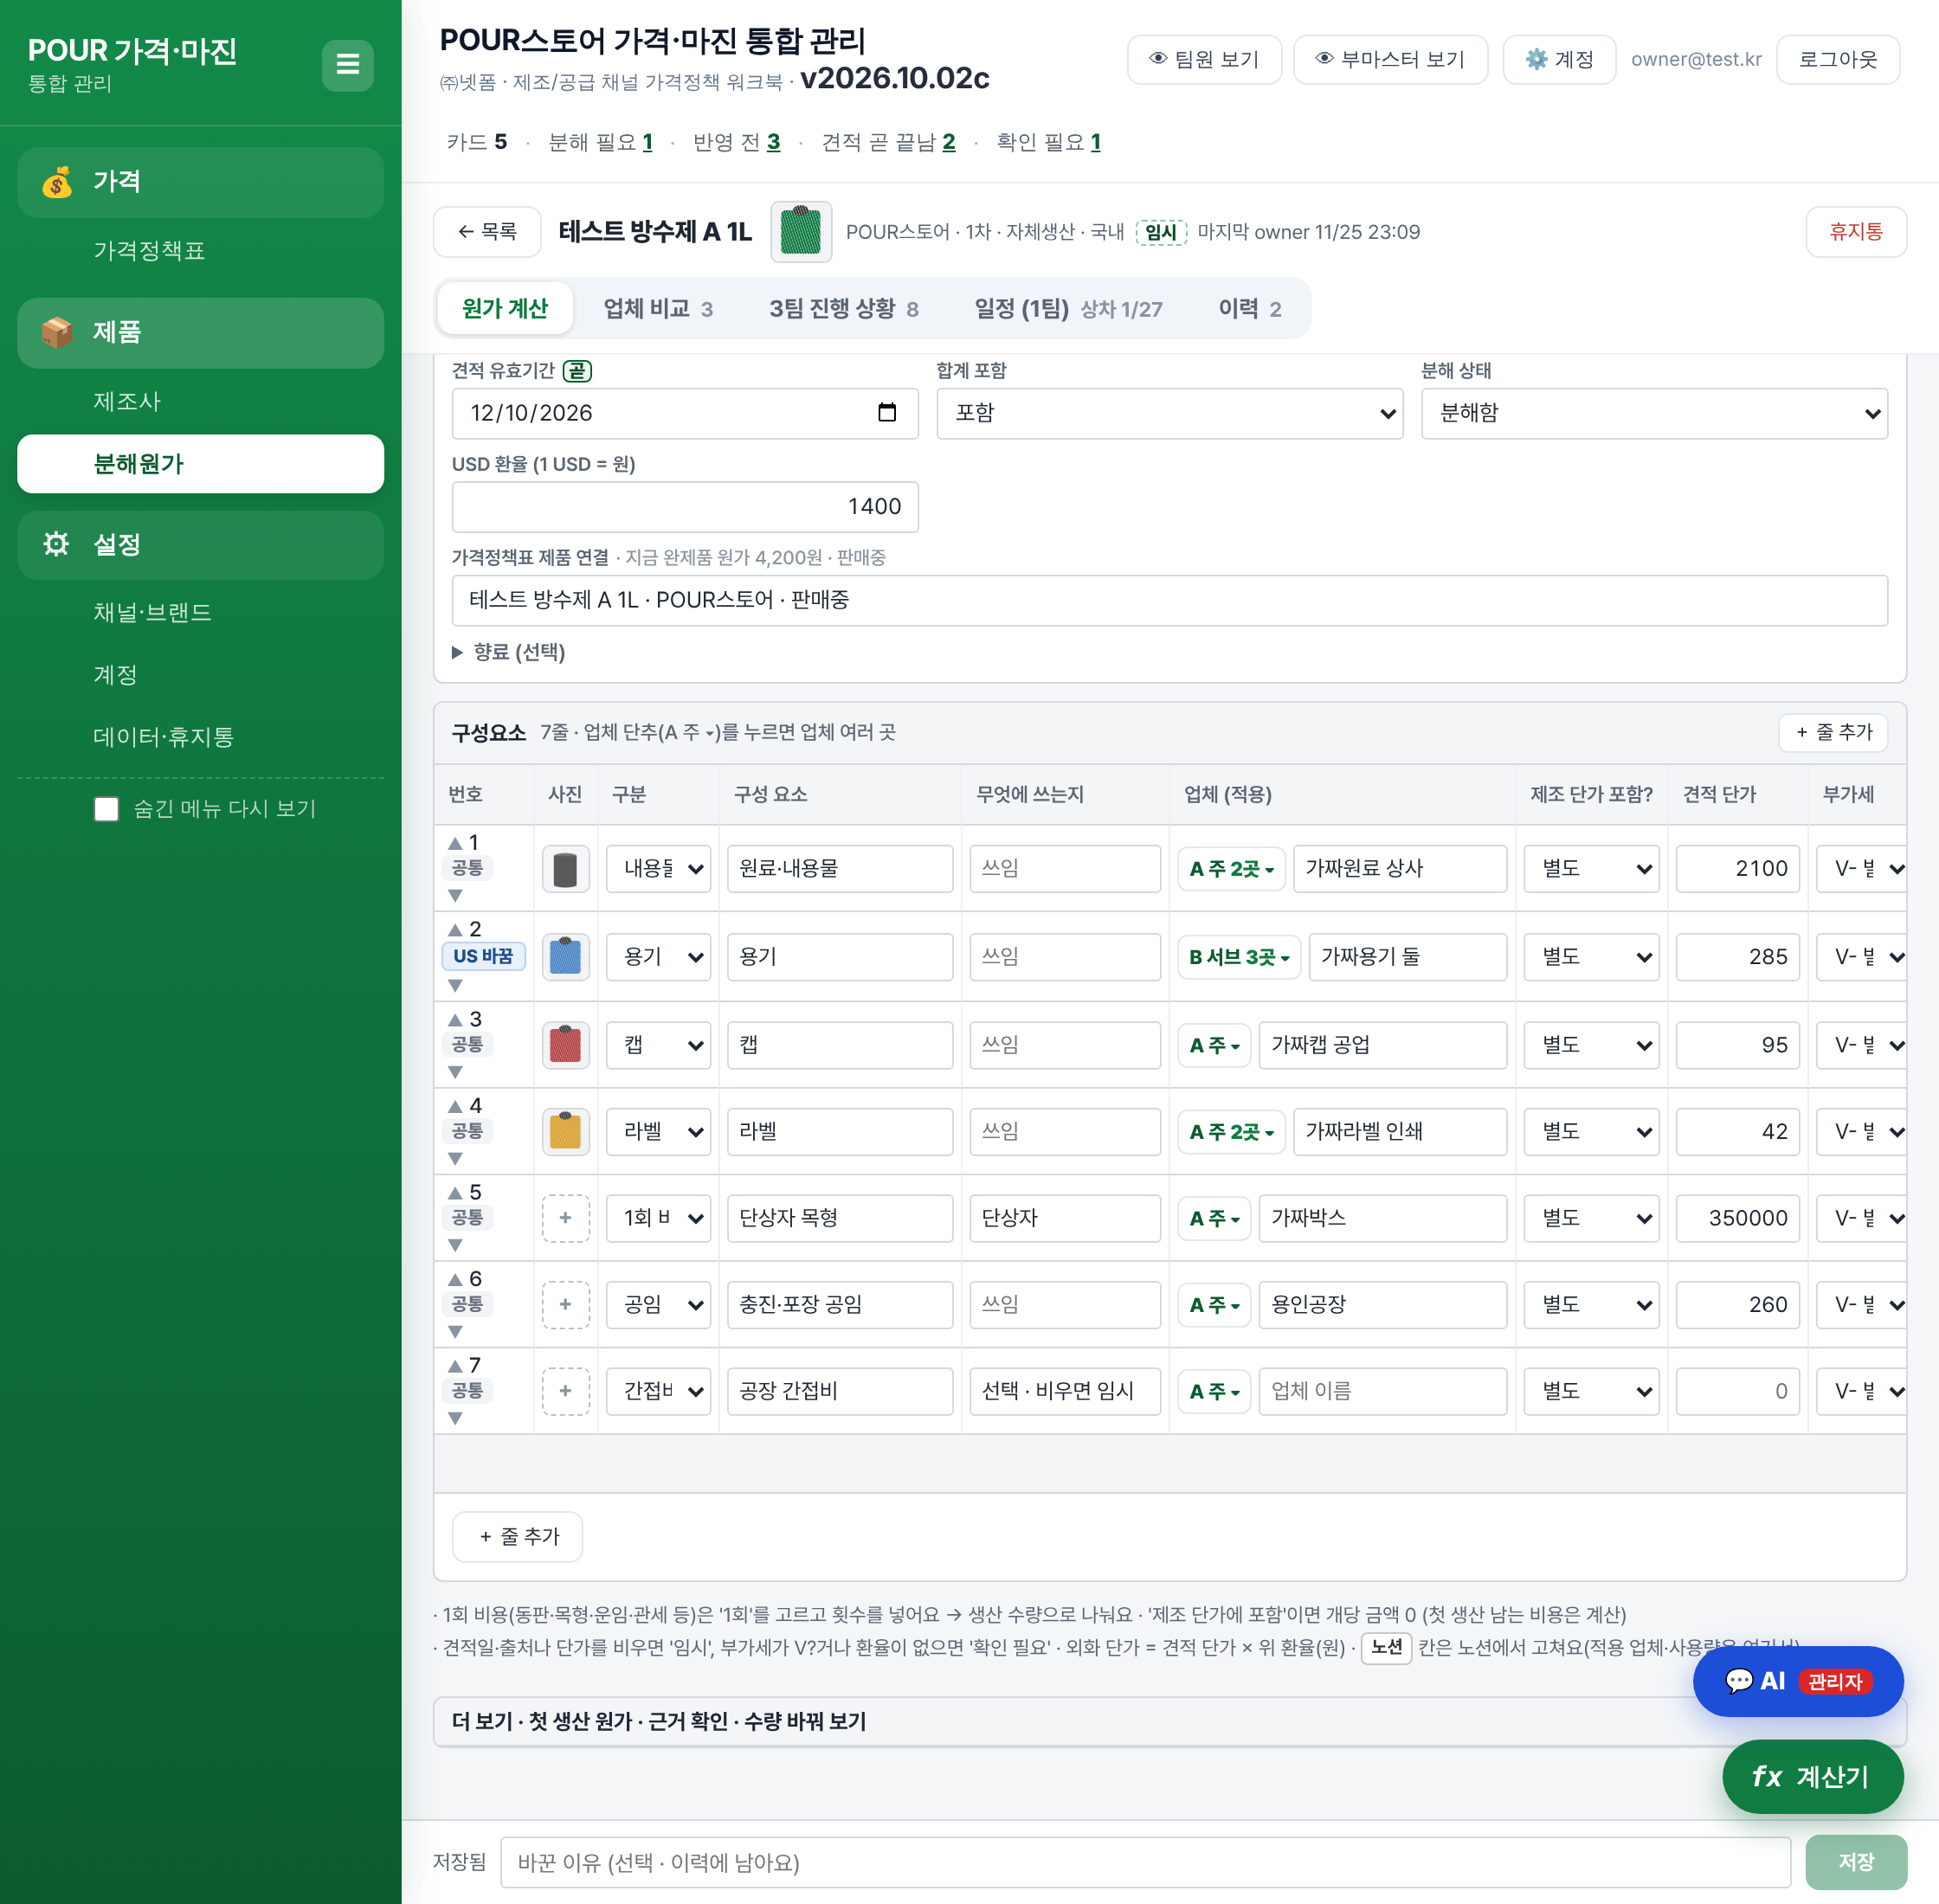 POUR 가격·마진
통합 관리
가격
가격정책표
제품
제조사
분해원가
설정
채널·브랜드
계정
데이터·휴지통
숨긴 메뉴 다시 보기
POUR스토어 가격·마진 통합 관리
㈜넷폼 · 제조/공급 채널 가격정책 워크북 · v2026.10.02c
팀원 보기
부마스터 보기
계정
owner@test.kr
로그아웃
카드 5 · 분해 필요 1 · 반영 전 3 · 견적 곧 끝남 2 · 확인 필요 1
← 목록
테스트 방수제 A 1L
POUR스토어 · 1차 · 자체생산 · 국내 임시 마지막 owner 11/25 23:09
휴지통
원가 계산
업체 비교 3
3팀 진행 상황 8
일정 (1팀) 상차 1/27
이력 2
견적 유효기간 곧
합계 포함
분해 상태
12/10/2026
포함
분해함
USD 환율 (1 USD = 원)
1400
가격정책표 제품 연결 · 지금 완제품 원가 4,200원 · 판매중
테스트 방수제 A 1L · POUR스토어 · 판매중
▶ 향료 (선택)
구성요소 7줄 · 업체 단추(A 주 ▾)를 누르면 업체 여러 곳
+ 줄 추가
번호 사진 구분 구성 요소 무엇에 쓰는지 업체 (적용) 제조 단가 포함? 견적 단가 부가세
▲ 1 공통 ▼ 내용물 원료·내용물 쓰임 A 주 2곳 ▾ 가짜원료 상사 별도 2100 V-
▲ 2 US 바꿈 ▼ 용기 용기 쓰임 B 서브 3곳 ▾ 가짜용기 둘 별도 285 V-
▲ 3 공통 ▼ 캡 캡 쓰임 A 주 ▾ 가짜캡 공업 별도 95 V-
▲ 4 공통 ▼ 라벨 라벨 쓰임 A 주 2곳 ▾ 가짜라벨 인쇄 별도 42 V-
▲ 5 공통 ▼ + 1회 단상자 목형 단상자 A 주 ▾ 가짜박스 별도 350000 V-
▲ 6 공통 ▼ + 공임 충진·포장 공임 쓰임 A 주 ▾ 용인공장 별도 260 V-
▲ 7 공통 ▼ + 간접비 공장 간접비 선택 · 비우면 임시 A 주 ▾ 업체 이름 별도 0 V-
+ 줄 추가
· 1회 비용(동판·목형·운임·관세 등)은 '1회'를 고르고 횟수를 넣어요 → 생산 수량으로 나눠요 · '제조 단가에 포함'이면 개당 금액 0 (첫 생산 남는 비용은 계산)
· 견적일·출처나 단가를 비우면 '임시', 부가세가 V?거나 환율이 없으면 '확인 필요' · 외화 단가 = 견적 단가 × 위 환율(원) · 노션 칸은 노션에서 고쳐요(적용 업체·사용량은
AI 관리자
더 보기 · 첫 생산 원가 · 근거 확인 · 수량 바꿔 보기
fx 계산기
저장됨
바꾼 이유 (선택 · 이력에 남아요)
저장